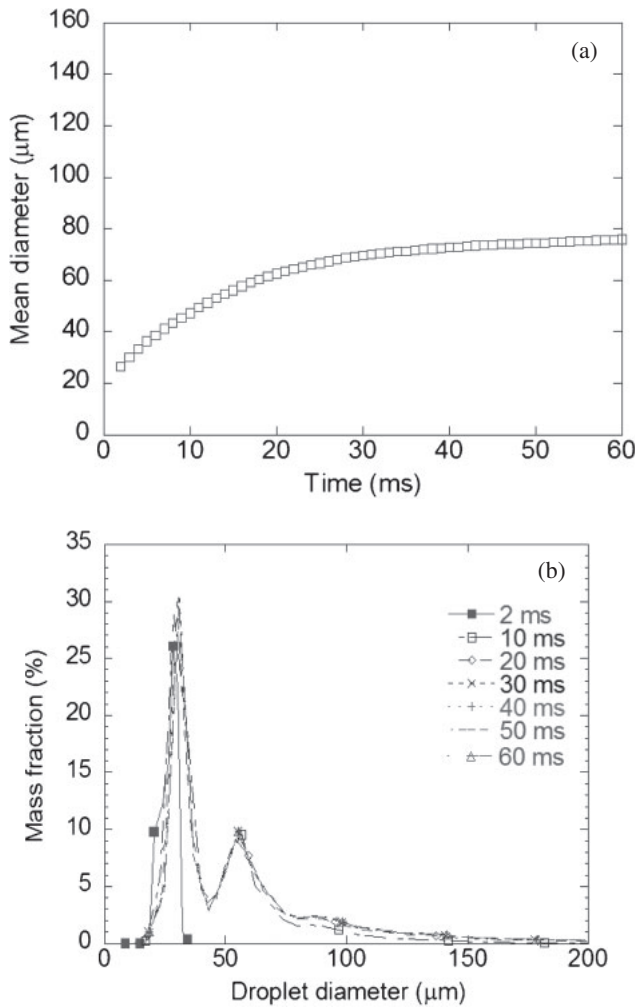 160
(a)
140
120
100
80
60
40
20
0
Mean diameter (μm)
0 10 20 30 40 50 60
Time (ms)
35
(b)
30
25
20
15
10
5
0
Mass fraction (%)
2 ms
10 ms
20 ms
30 ms
40 ms
50 ms
60 ms
0 50 100 150 200
Droplet diameter (μm)